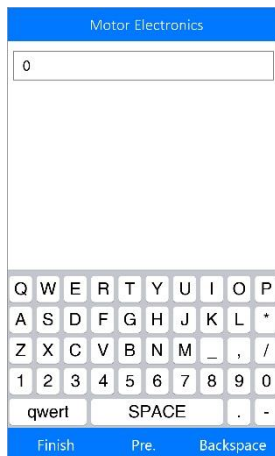 Motor Electronics
0
Q W E R T Y U I O P
A S D F G H J K L *
Z X C V B N M _ , /
1 2 3 4 5 6 7 8 9 0
qwert SPACE . -
Finish Pre. Backspace